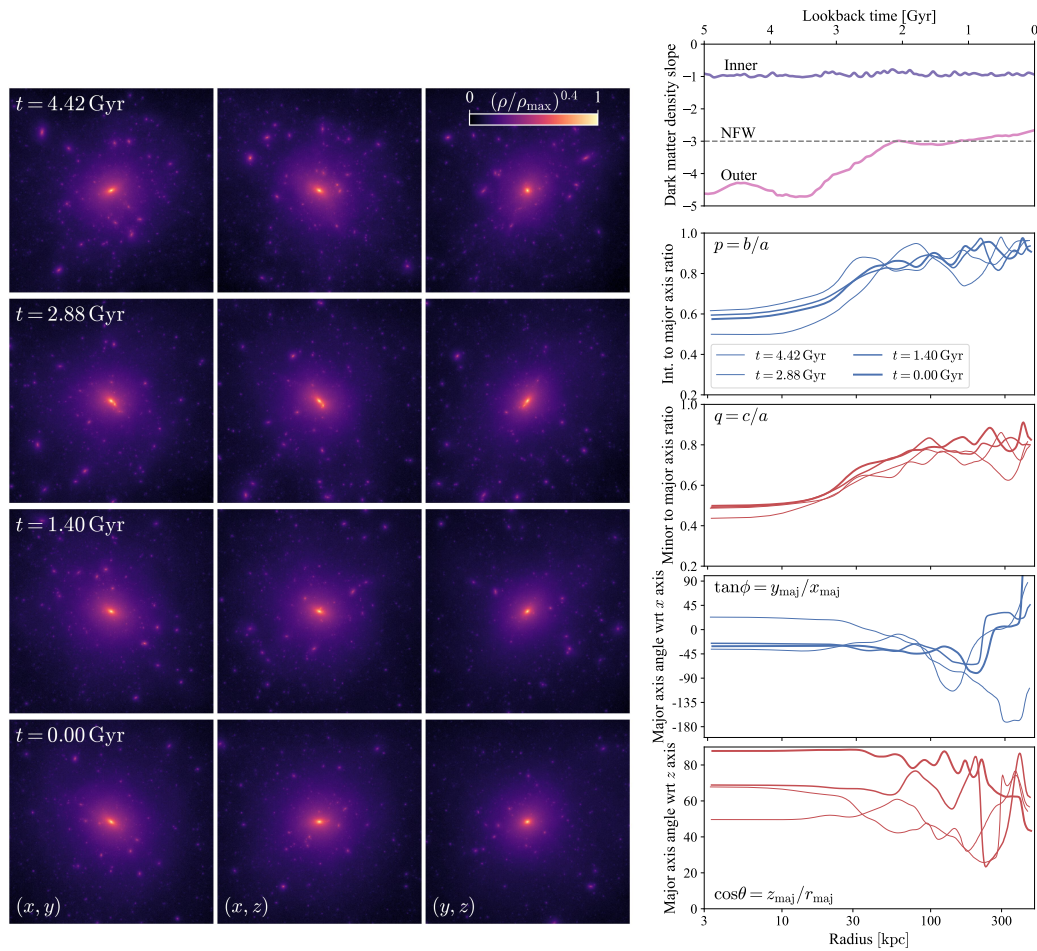 t = 4.42 Gyr
0 (ρ/ρmax)^0.4 1
t = 2.88 Gyr
t = 1.40 Gyr
t = 0.00 Gyr
(x, y)
(x, z)
(y, z)
Lookback time [Gyr]
5 4 3 2 1 0
Dark matter density slope
0
−1
−2
−3
−4
−5
Inner
NFW
Outer
Int. to major axis ratio
1.0
0.8
0.6
0.4
0.2
p = b/a
t = 4.42 Gyr
t = 2.88 Gyr
t = 1.40 Gyr
t = 0.00 Gyr
Minor to major axis ratio
1.0
0.8
0.6
0.4
0.2
q = c/a
Major axis angle wrt x axis
90
45
0
-45
-90
-135
-180
tanϕ = ymaj/xmaj
Major axis angle wrt z axis
80
60
40
20
0
cosθ = zmaj/rmaj
3 10 30 100 300
Radius [kpc]